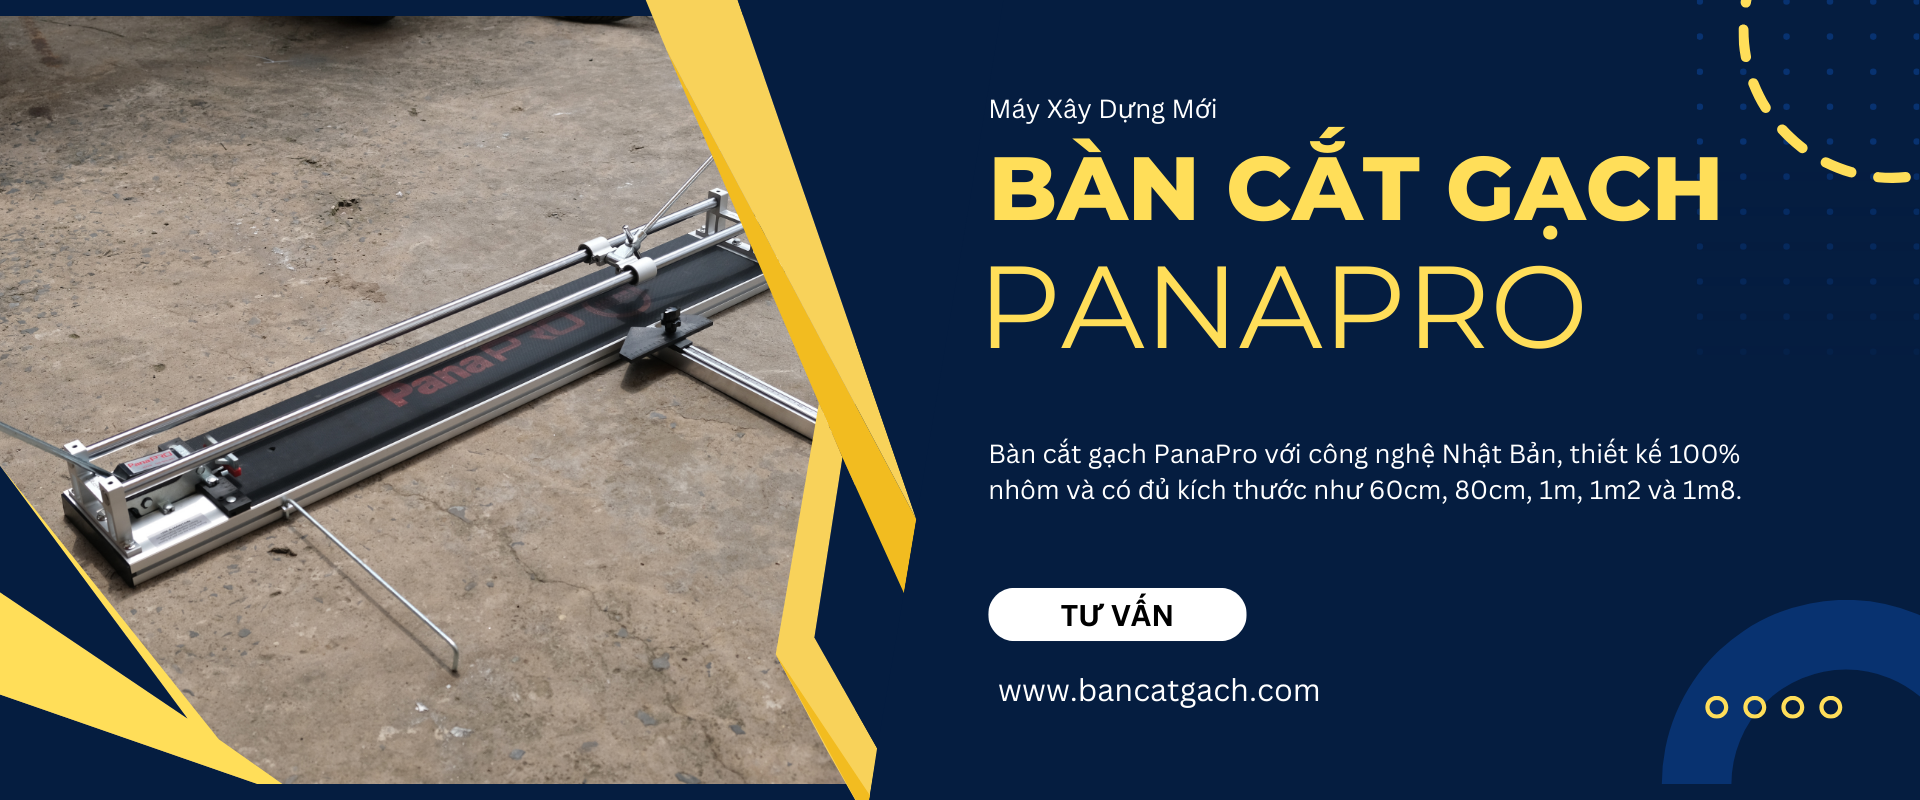 Máy Xây Dựng Mới
BÀN CẮT GẠCH
PANAPRO
Bàn cắt gạch PanaPro với công nghệ Nhật Bản, thiết kế 100%
nhôm và có đủ kích thước như 60cm, 80cm, 1m, 1m2 và 1m8.
TƯ VẤN
www.bancatgach.com
PanaPRO
PanaPRO